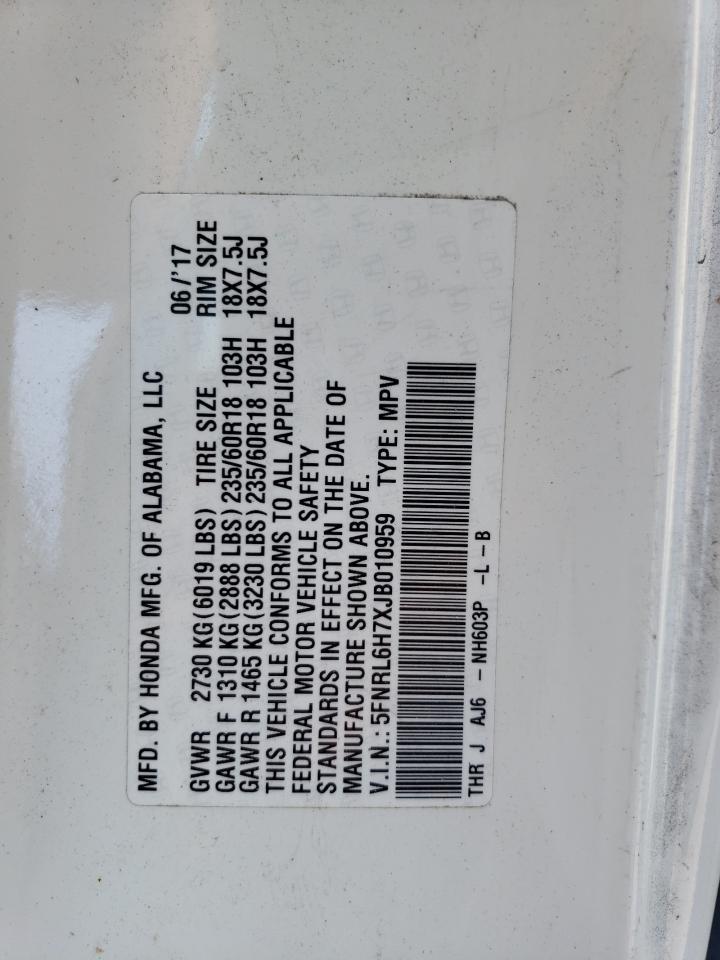 MFD. BY HONDA MFG. OF ALABAMA, LLC 06/'17
GVWR 2730 KG (6019 LBS) TIRE SIZE RIM SIZE
GAWR F 1310 KG (2888 LBS) 235/60R18 103H 18X7.5J
GAWR R 1465 KG (3230 LBS) 235/60R18 103H 18X7.5J
THIS VEHICLE CONFORMS TO ALL APPLICABLE
FEDERAL MOTOR VEHICLE SAFETY
STANDARDS IN EFFECT ON THE DATE OF
MANUFACTURE SHOWN ABOVE.
V.I.N.: 5FNRL6H7XJB010959 TYPE: MPV
THR J AJ6 - NH603P -L - B